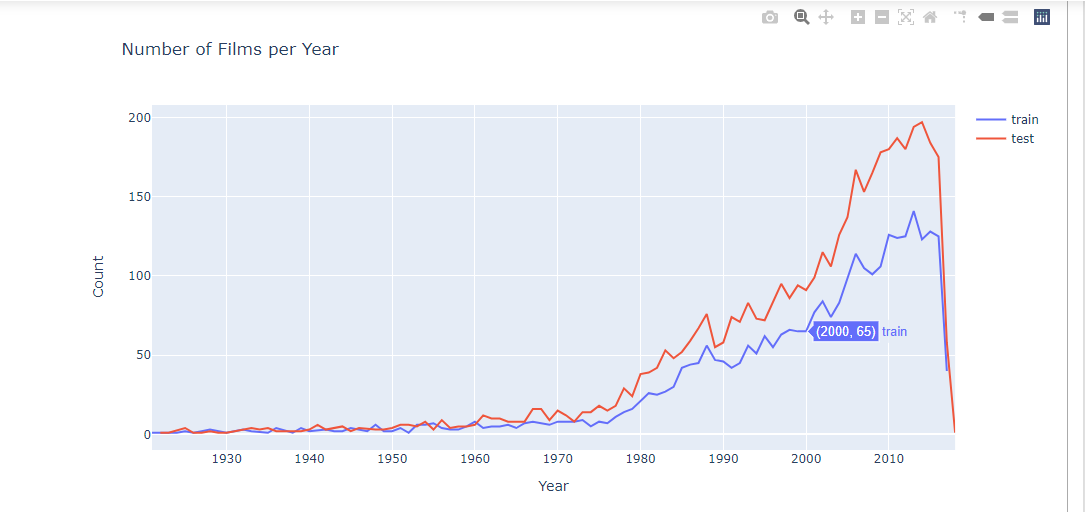 Number of Films per Year
200
150
100
50
0
Count
1930 1940 1950 1960 1970 1980 1990 2000 2010
Year
train
test
(2000, 65) train